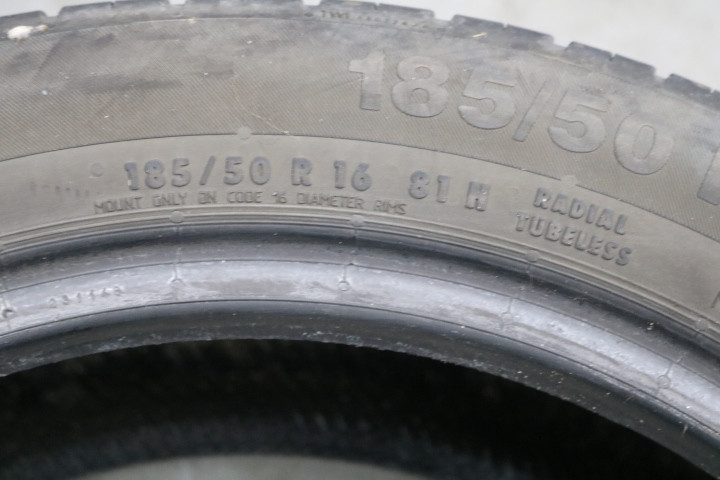 185/50
185/50 R 16 81 H RADIAL
TUBELESS
MOUNT ONLY ON CODE 16 DIAMETER RIMS